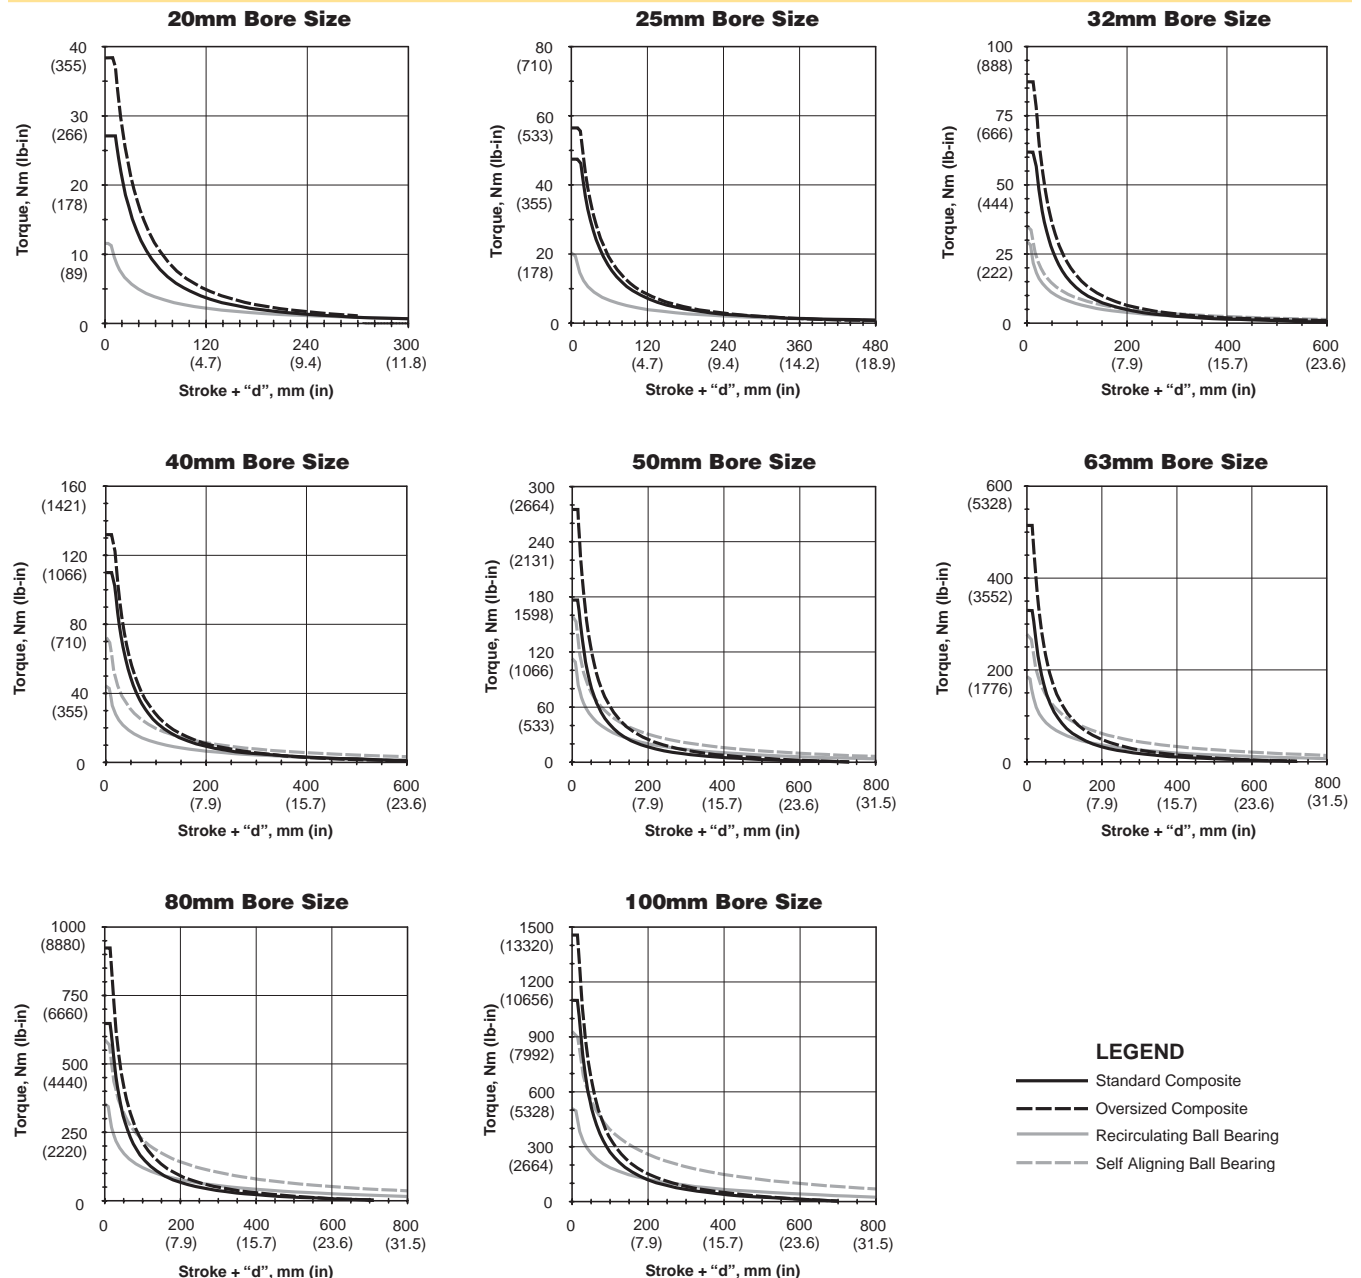 20mm Bore Size
Torque, Nm (lb-in)
40
(355)
30
(266)
20
(178)
10
(89)
0
0 120 240 300
(4.7) (9.4) (11.8)
Stroke + “d”, mm (in)
25mm Bore Size
Torque, Nm (lb-in)
80
(710)
60
(533)
40
(355)
20
(178)
0
0 120 240 360 480
(4.7) (9.4) (14.2) (18.9)
Stroke + “d”, mm (in)
32mm Bore Size
Torque, Nm (lb-in)
100
(888)
75
(666)
50
(444)
25
(222)
0
0 200 400 600
(7.9) (15.7) (23.6)
Stroke + “d”, mm (in)
40mm Bore Size
Torque, Nm (lb-in)
160
(1421)
120
(1066)
80
(710)
40
(355)
0
0 200 400 600
(7.9) (15.7) (23.6)
Stroke + “d”, mm (in)
50mm Bore Size
Torque, Nm (lb-in)
300
(2664)
240
(2131)
180
(1598)
120
(1066)
60
(533)
0
0 200 400 600 800
(7.9) (15.7) (23.6) (31.5)
Stroke + “d”, mm (in)
63mm Bore Size
Torque, Nm (lb-in)
600
(5328)
400
(3552)
200
(1776)
0
0 200 400 600 800
(7.9) (15.7) (23.6) (31.5)
Stroke + “d”, mm (in)
80mm Bore Size
Torque, Nm (lb-in)
1000
(8880)
750
(6660)
500
(4440)
250
(2220)
0
0 200 400 600 800
(7.9) (15.7) (23.6) (31.5)
Stroke + “d”, mm (in)
100mm Bore Size
Torque, Nm (lb-in)
1500
(13320)
1200
(10656)
900
(7992)
600
(5328)
300
(2664)
0
0 200 400 600 800
(7.9) (15.7) (23.6) (31.5)
Stroke + “d”, mm (in)
LEGEND
Standard Composite
Oversized Composite
Recirculating Ball Bearing
Self Aligning Ball Bearing